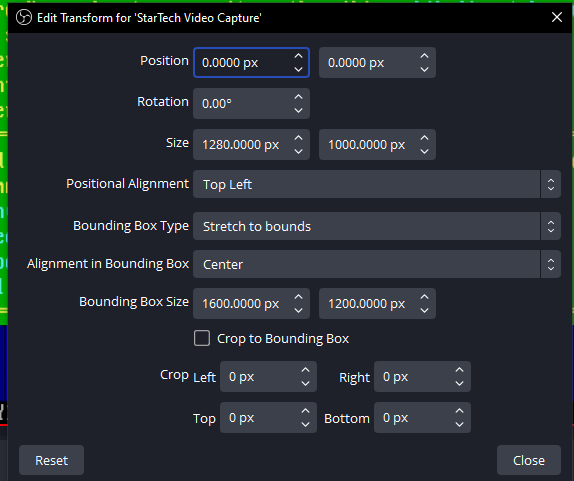 Edit Transform for 'StarTech Video Capture'
Position 0.0000 px 0.0000 px
Rotation 0.00°
Size 1280.0000 px 1000.0000 px
Positional Alignment Top Left
Bounding Box Type Stretch to bounds
Alignment in Bounding Box Center
Bounding Box Size 1600.0000 px 1200.0000 px
Crop to Bounding Box
Crop Left 0 px Right 0 px
Top 0 px Bottom 0 px
Reset Close